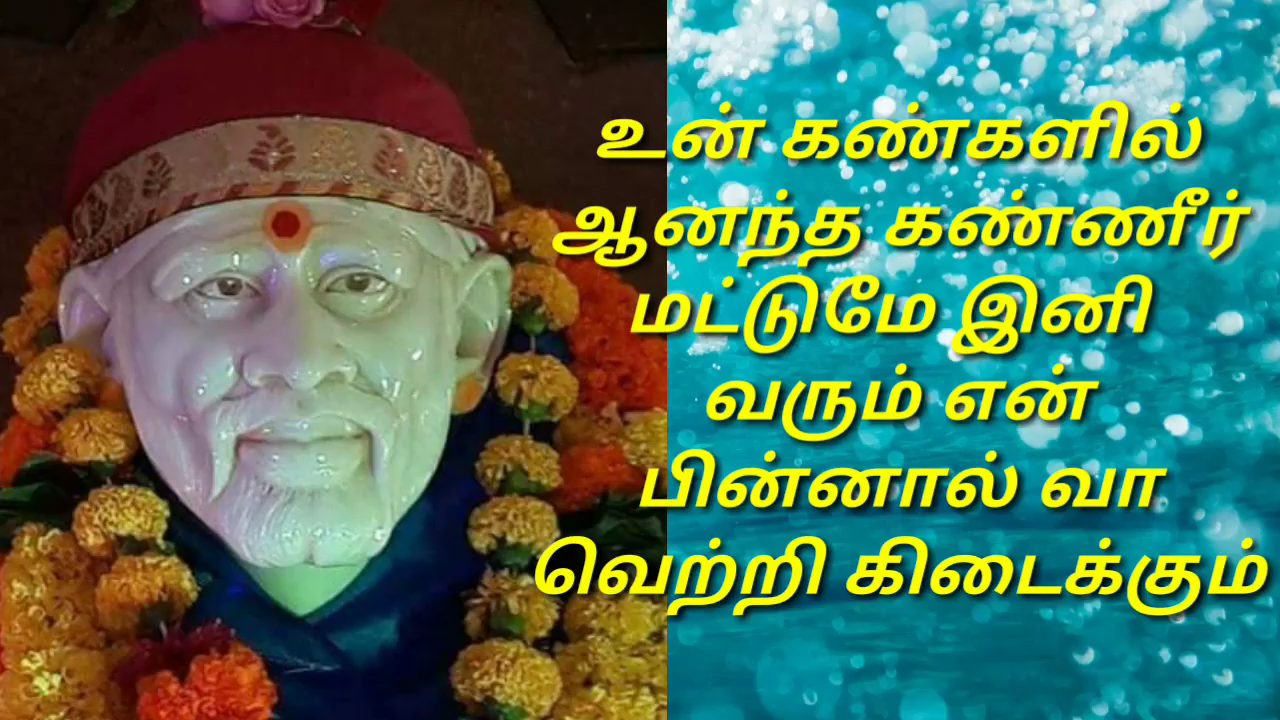 உன் கண்களில்
ஆனந்த கண்ணீர்
மட்டுமே இனி
வரும் என்
பின்னால் வா
வெற்றி கிடைக்கும்